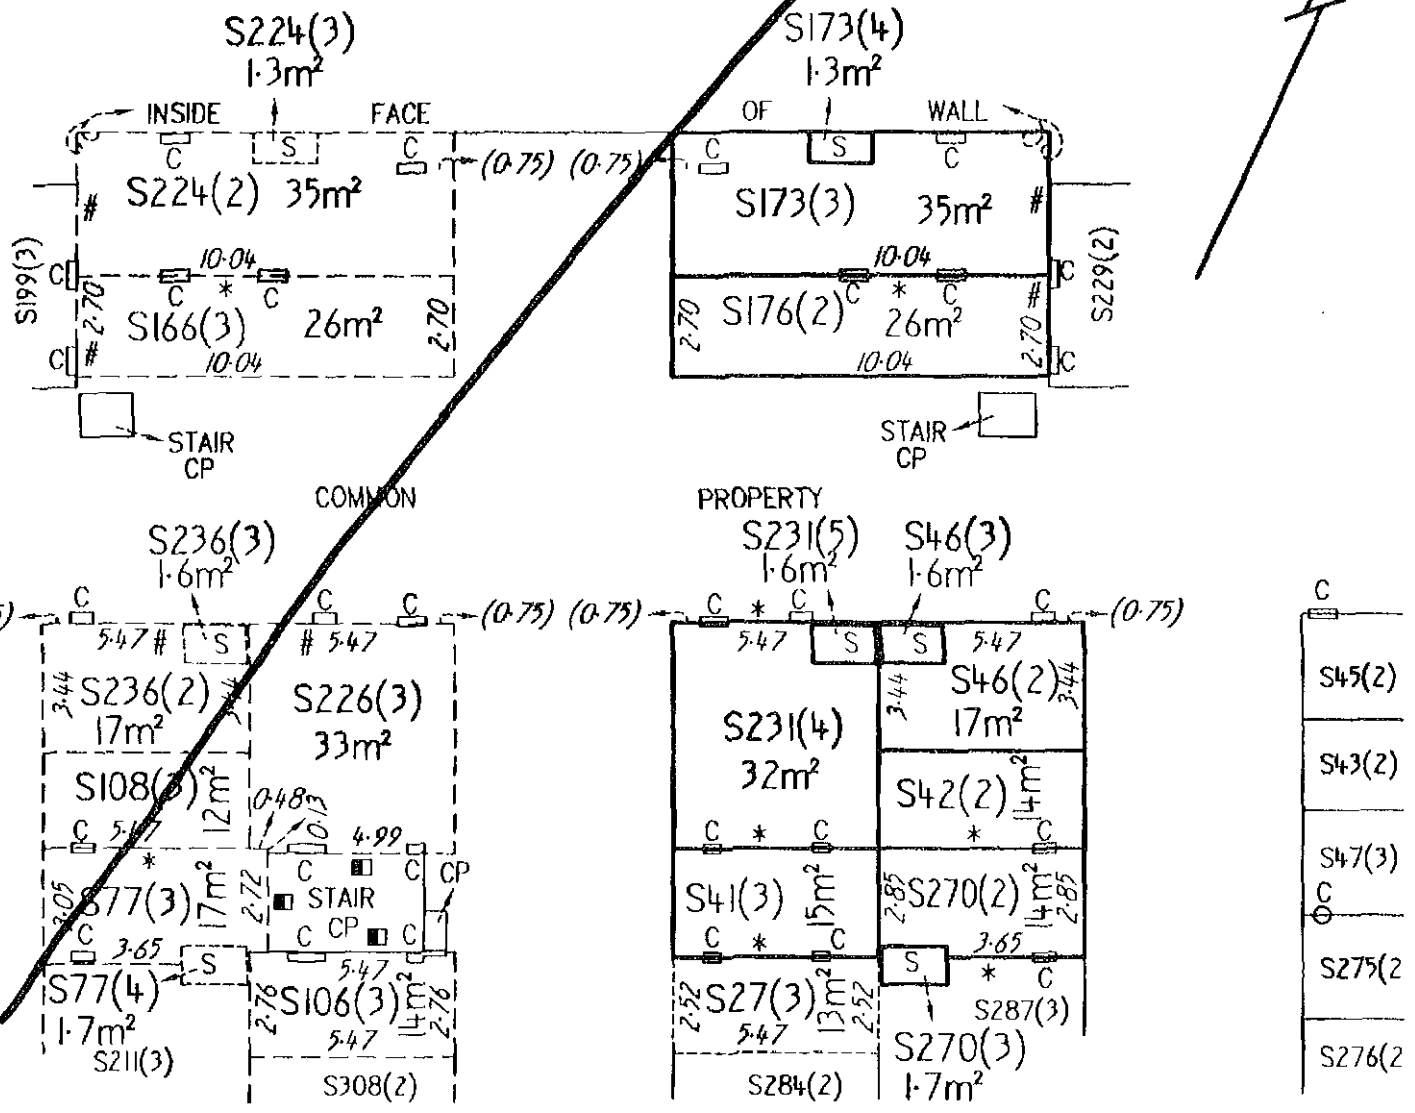 S224(3)
1·3m²
S173(4)
1·3m²
INSIDE FACE OF WALL
C S C C S C
(0·75) (0·75)
S224(2) 35m²
S173(3) 35m²
# #
S199(3)
S229(2)
10·04 10·04
C C * C C * C
2·70
S166(3) 26m²
2·70
2·70
S176(2) 26m²
2·70
# #
C C
10·04 10·04
STAIR
CP
STAIR
CP
COMMON PROPERTY
S236(3)
1·6m²
S231(5)
1·6m²
S46(3)
1·6m²
C C C (0·75) (0·75) C * C C (0·75)
5·47 # S # 5·47
5·47 S S 5·47
3·44 S236(2) 3·44
17m²
S226(3)
33m²
S231(4)
32m²
3·44 S46(2) 3·44
17m²
C
S45(2)
S43(2)
S47(3)
C
S275(2
S276(2
S108(3) 12m²
0·48 0·13
S42(2) 14m²
C 5·47 * 4·99
C * C * C
3·05 S77(3) 17m² 2·72
C C CP
STAIR
CP
C C
S41(3) 15m²
2·85 S270(2) 14m² 2·85
C 3·65 S
C * C
S 3·65 * C
S77(4)
1·7m²
S211(3)
5·47
2·76 S106(3) 14m² 2·76
5·47
S308(2)
2·52 S27(3) 13m² 2·52
5·47
S284(2)
S287(3)
S270(3)
1·7m²